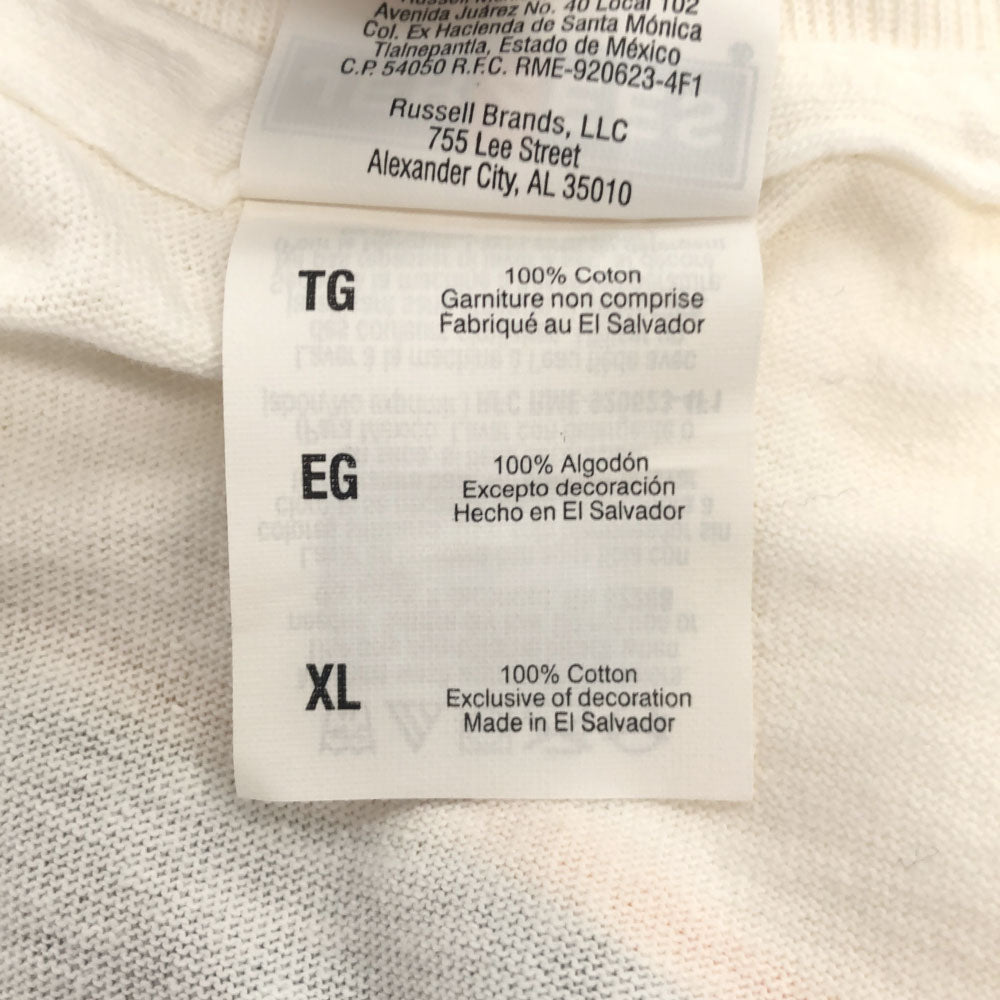 Avenida Juárez No. 40 Local 102
Col. Ex Hacienda de Santa Mónica
Tlalnepantla, Estado de México
C.P. 54050 R.F.C. RME-920623-4F1
Russell Brands, LLC
755 Lee Street
Alexander City, AL 35010
TG
100% Coton
Garniture non comprise
Fabriqué au El Salvador
EG
100% Algodón
Excepto decoración
Hecho en El Salvador
XL
100% Cotton
Exclusive of decoration
Made in El Salvador